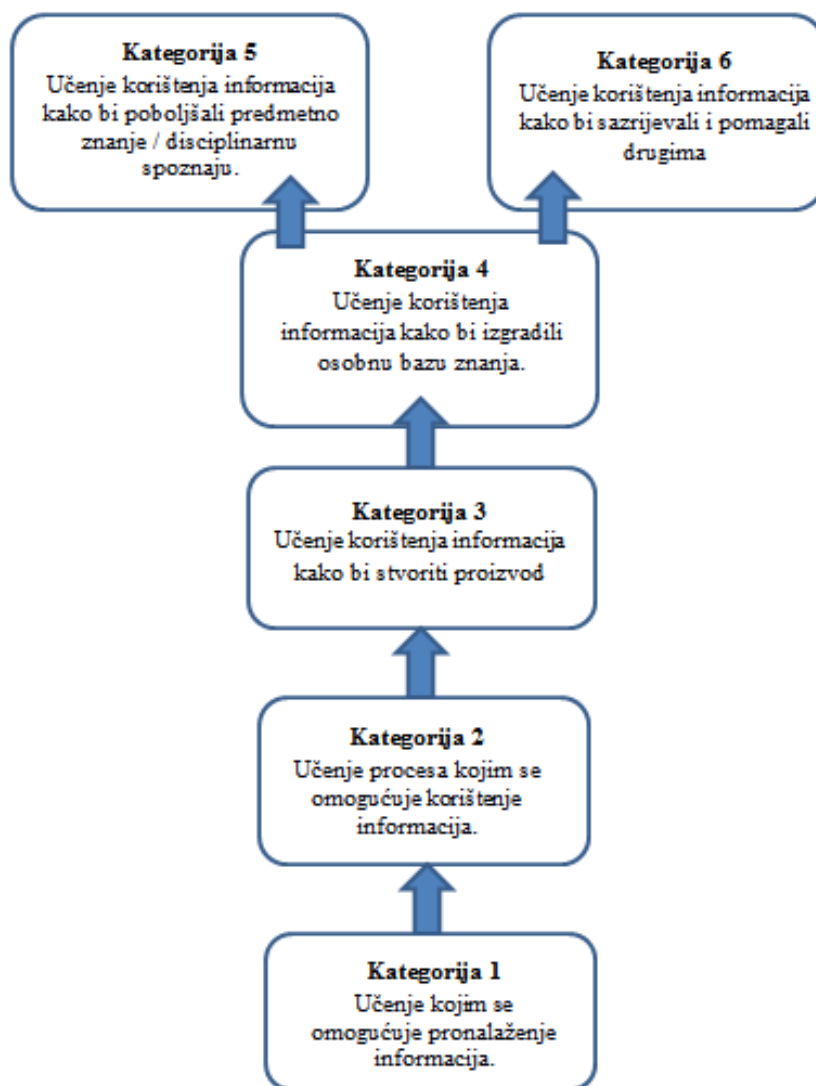 Kategorija 5
Učenje korištenja informacija
kako bi poboljšali predmetno
znanje / disciplinarnu
spoznaju.
Kategorija 6
Učenje korištenja informacija
kako bi sazrijevali i pomagali
drugima
Kategorija 4
Učenje korištenja
informacija kako bi izgradili
osobnu bazu znanja.
Kategorija 3
Učenje korištenja informacija
kako bi stvoriti proizvod
Kategorija 2
Učenje procesa kojim se
omogućuje korištenje
informacija.
Kategorija 1
Učenje kojim se
omogućuje pronalaženje
informacija.